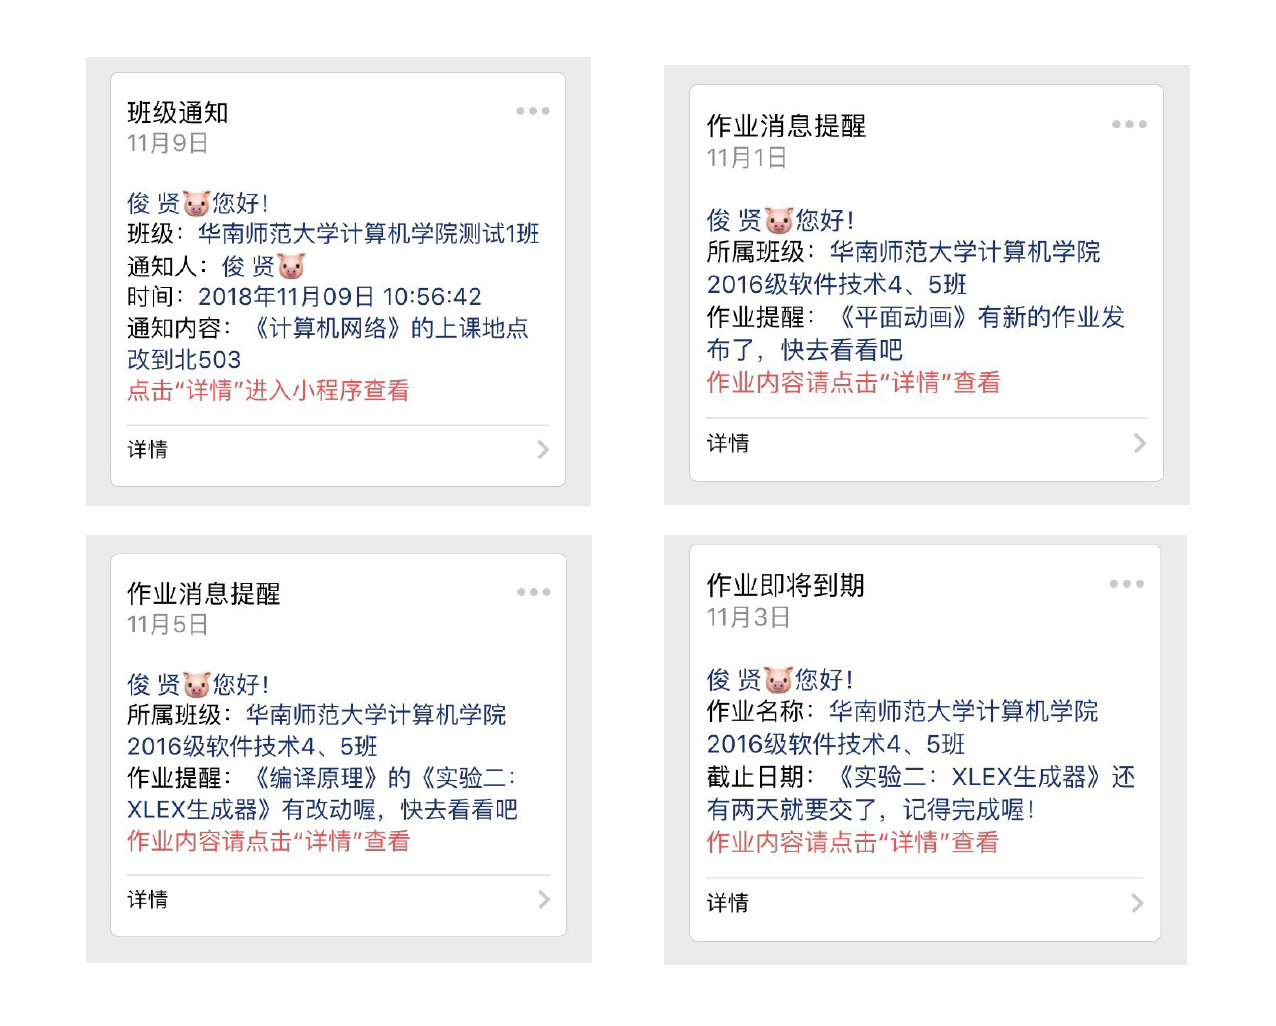 班级通知
11月9日
俊 贤🐷您好！
班级：华南师范大学计算机学院测试1班
通知人：俊 贤🐷
时间：2018年11月09日 10:56:42
通知内容：《计算机网络》的上课地点
改到北503
点击“详情”进入小程序查看
详情
作业消息提醒
11月1日
俊 贤🐷您好！
所属班级：华南师范大学计算机学院
2016级软件技术4、5班
作业提醒：《平面动画》有新的作业发
布了，快去看看吧
作业内容请点击“详情”查看
详情
作业消息提醒
11月5日
俊 贤🐷您好！
所属班级：华南师范大学计算机学院
2016级软件技术4、5班
作业提醒：《编译原理》的《实验二：
XLEX生成器》有改动喔，快去看看吧
作业内容请点击“详情”查看
详情
作业即将到期
11月3日
俊 贤🐷您好！
作业名称：华南师范大学计算机学院
2016级软件技术4、5班
截止日期：《实验二：XLEX生成器》还
有两天就要交了，记得完成喔！
作业内容请点击“详情”查看
详情